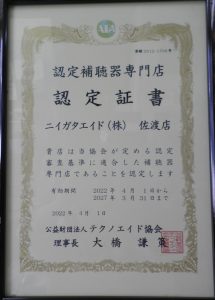 認定補聴器専門店
認定証書
ニイガタエイド(株) 佐渡店
貴店は当協会が定める認定
審査基準に適合した補聴器
専門店であることを認定します
有効期間 2022年 4月 1日から
2027年 3月31日まで
2022年 4月 1日
公益財団法人 テクノエイド協会
理事長 大橋謙策